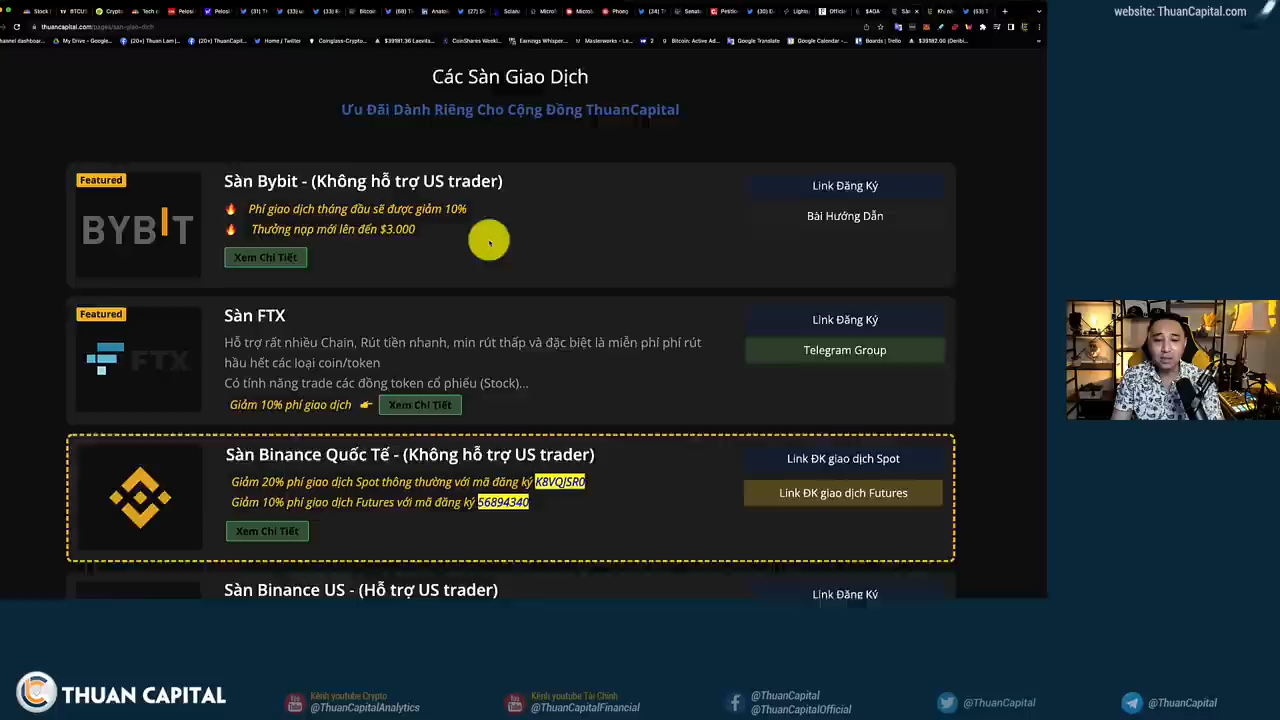 website: ThuanCapital.com
thuancapital.com/pages/san-giao-dich
Các Sàn Giao Dịch
Ưu Đãi Dành Riêng Cho Cộng Đồng ThuanCapital
Featured
BYBIT
Sàn Bybit - (Không hỗ trợ US trader)
Phí giao dịch tháng đầu sẽ được giảm 10%
Thưởng nạp mới lên đến $3.000
Xem Chi Tiết
Link Đăng Ký
Bài Hướng Dẫn
Featured
FTX
Sàn FTX
Hỗ trợ rất nhiều Chain, Rút tiền nhanh, min rút thấp và đặc biệt là miễn phí phí rút
hầu hết các loại coin/token
Có tính năng trade các đồng token cổ phiếu (Stock)...
Giảm 10% phí giao dịch
Xem Chi Tiết
Link Đăng Ký
Telegram Group
Sàn Binance Quốc Tế - (Không hỗ trợ US trader)
Giảm 20% phí giao dịch Spot thông thường với mã đăng ký K8VQJSR0
Giảm 10% phí giao dịch Futures với mã đăng ký 56894340
Xem Chi Tiết
Link ĐK giao dịch Spot
Link ĐK giao dịch Futures
Sàn Binance US - (Hỗ trợ US trader)
Link Đăng Ký
THUAN CAPITAL
Kênh youtube Crypto
@ThuanCapitalAnalytics
Kênh youtube Tài Chính
@ThuanCapitalFinancial
@ThuanCapital
@ThuanCapitalOfficial
@ThuanCapital
@ThuanCapital